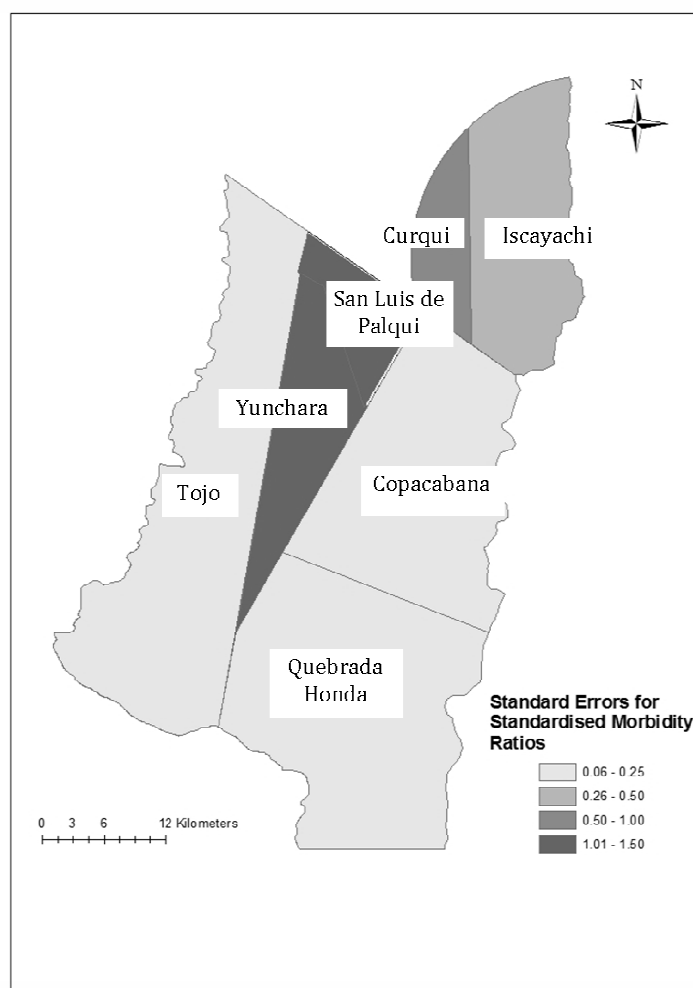 N
Curqui
Iscayachi
San Luis de
Palqui
Yunchara
Tojo
Copacabana
Quebrada
Honda
Standard Errors for
Standardised Morbidity
Ratios
0.06 - 0.25
0.26 - 0.50
0.50 - 1.00
1.01 - 1.50
0 3 6 12 Kilometers